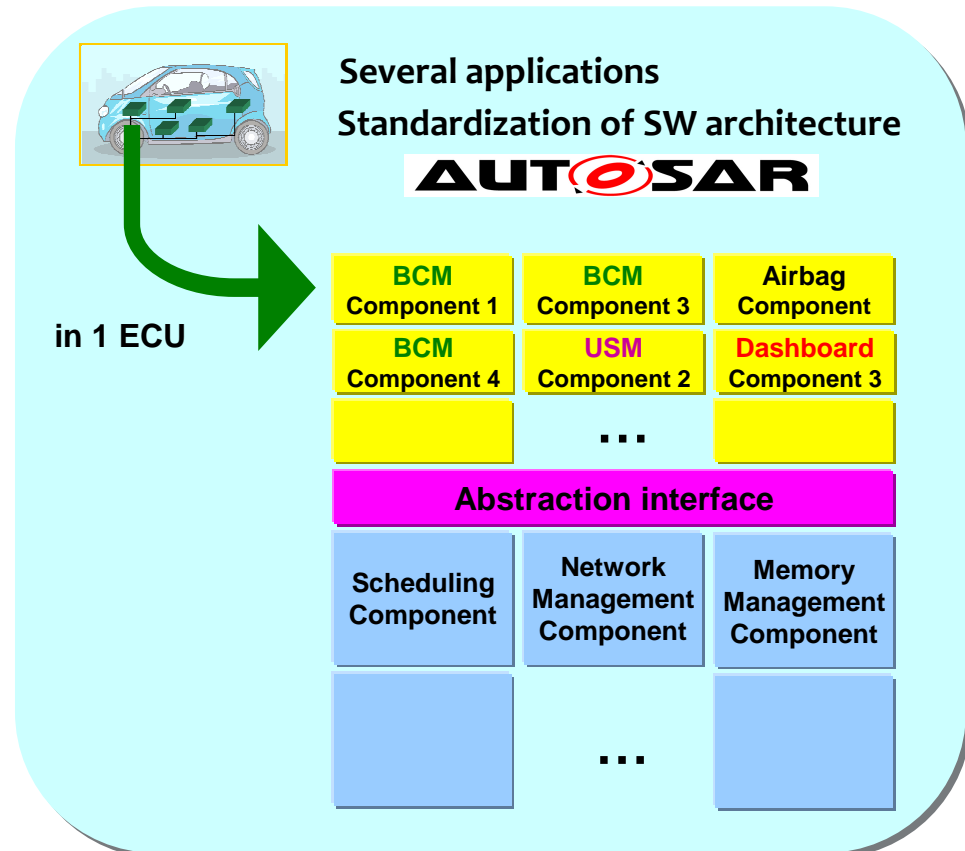 Several applications
Standardization of SW architecture
AUTOSAR
in 1 ECU
BCM
Component 1
BCM
Component 3
Airbag
Component
BCM
Component 4
USM
Component 2
Dashboard
Component 3
...
Abstraction interface
Scheduling
Component
Network
Management
Component
Memory
Management
Component
...